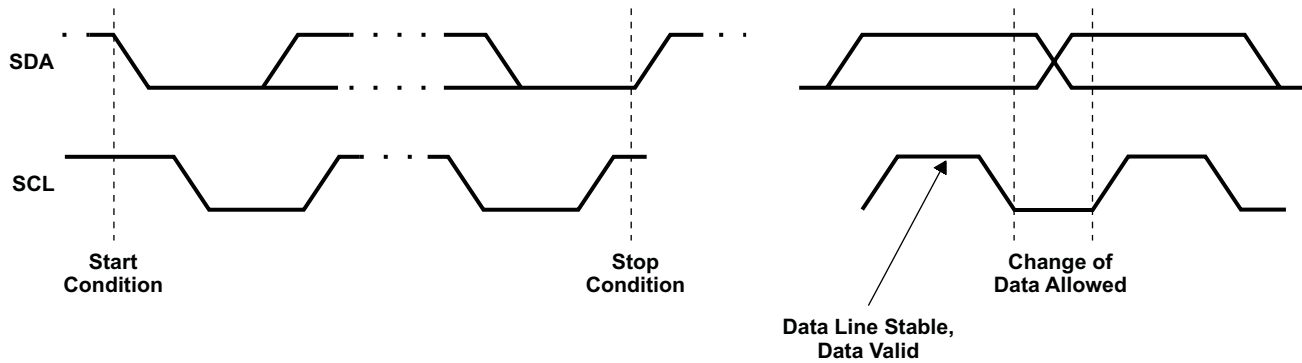 SDA
SCL
Start
Condition
Stop
Condition
Change of
Data Allowed
Data Line Stable,
Data Valid